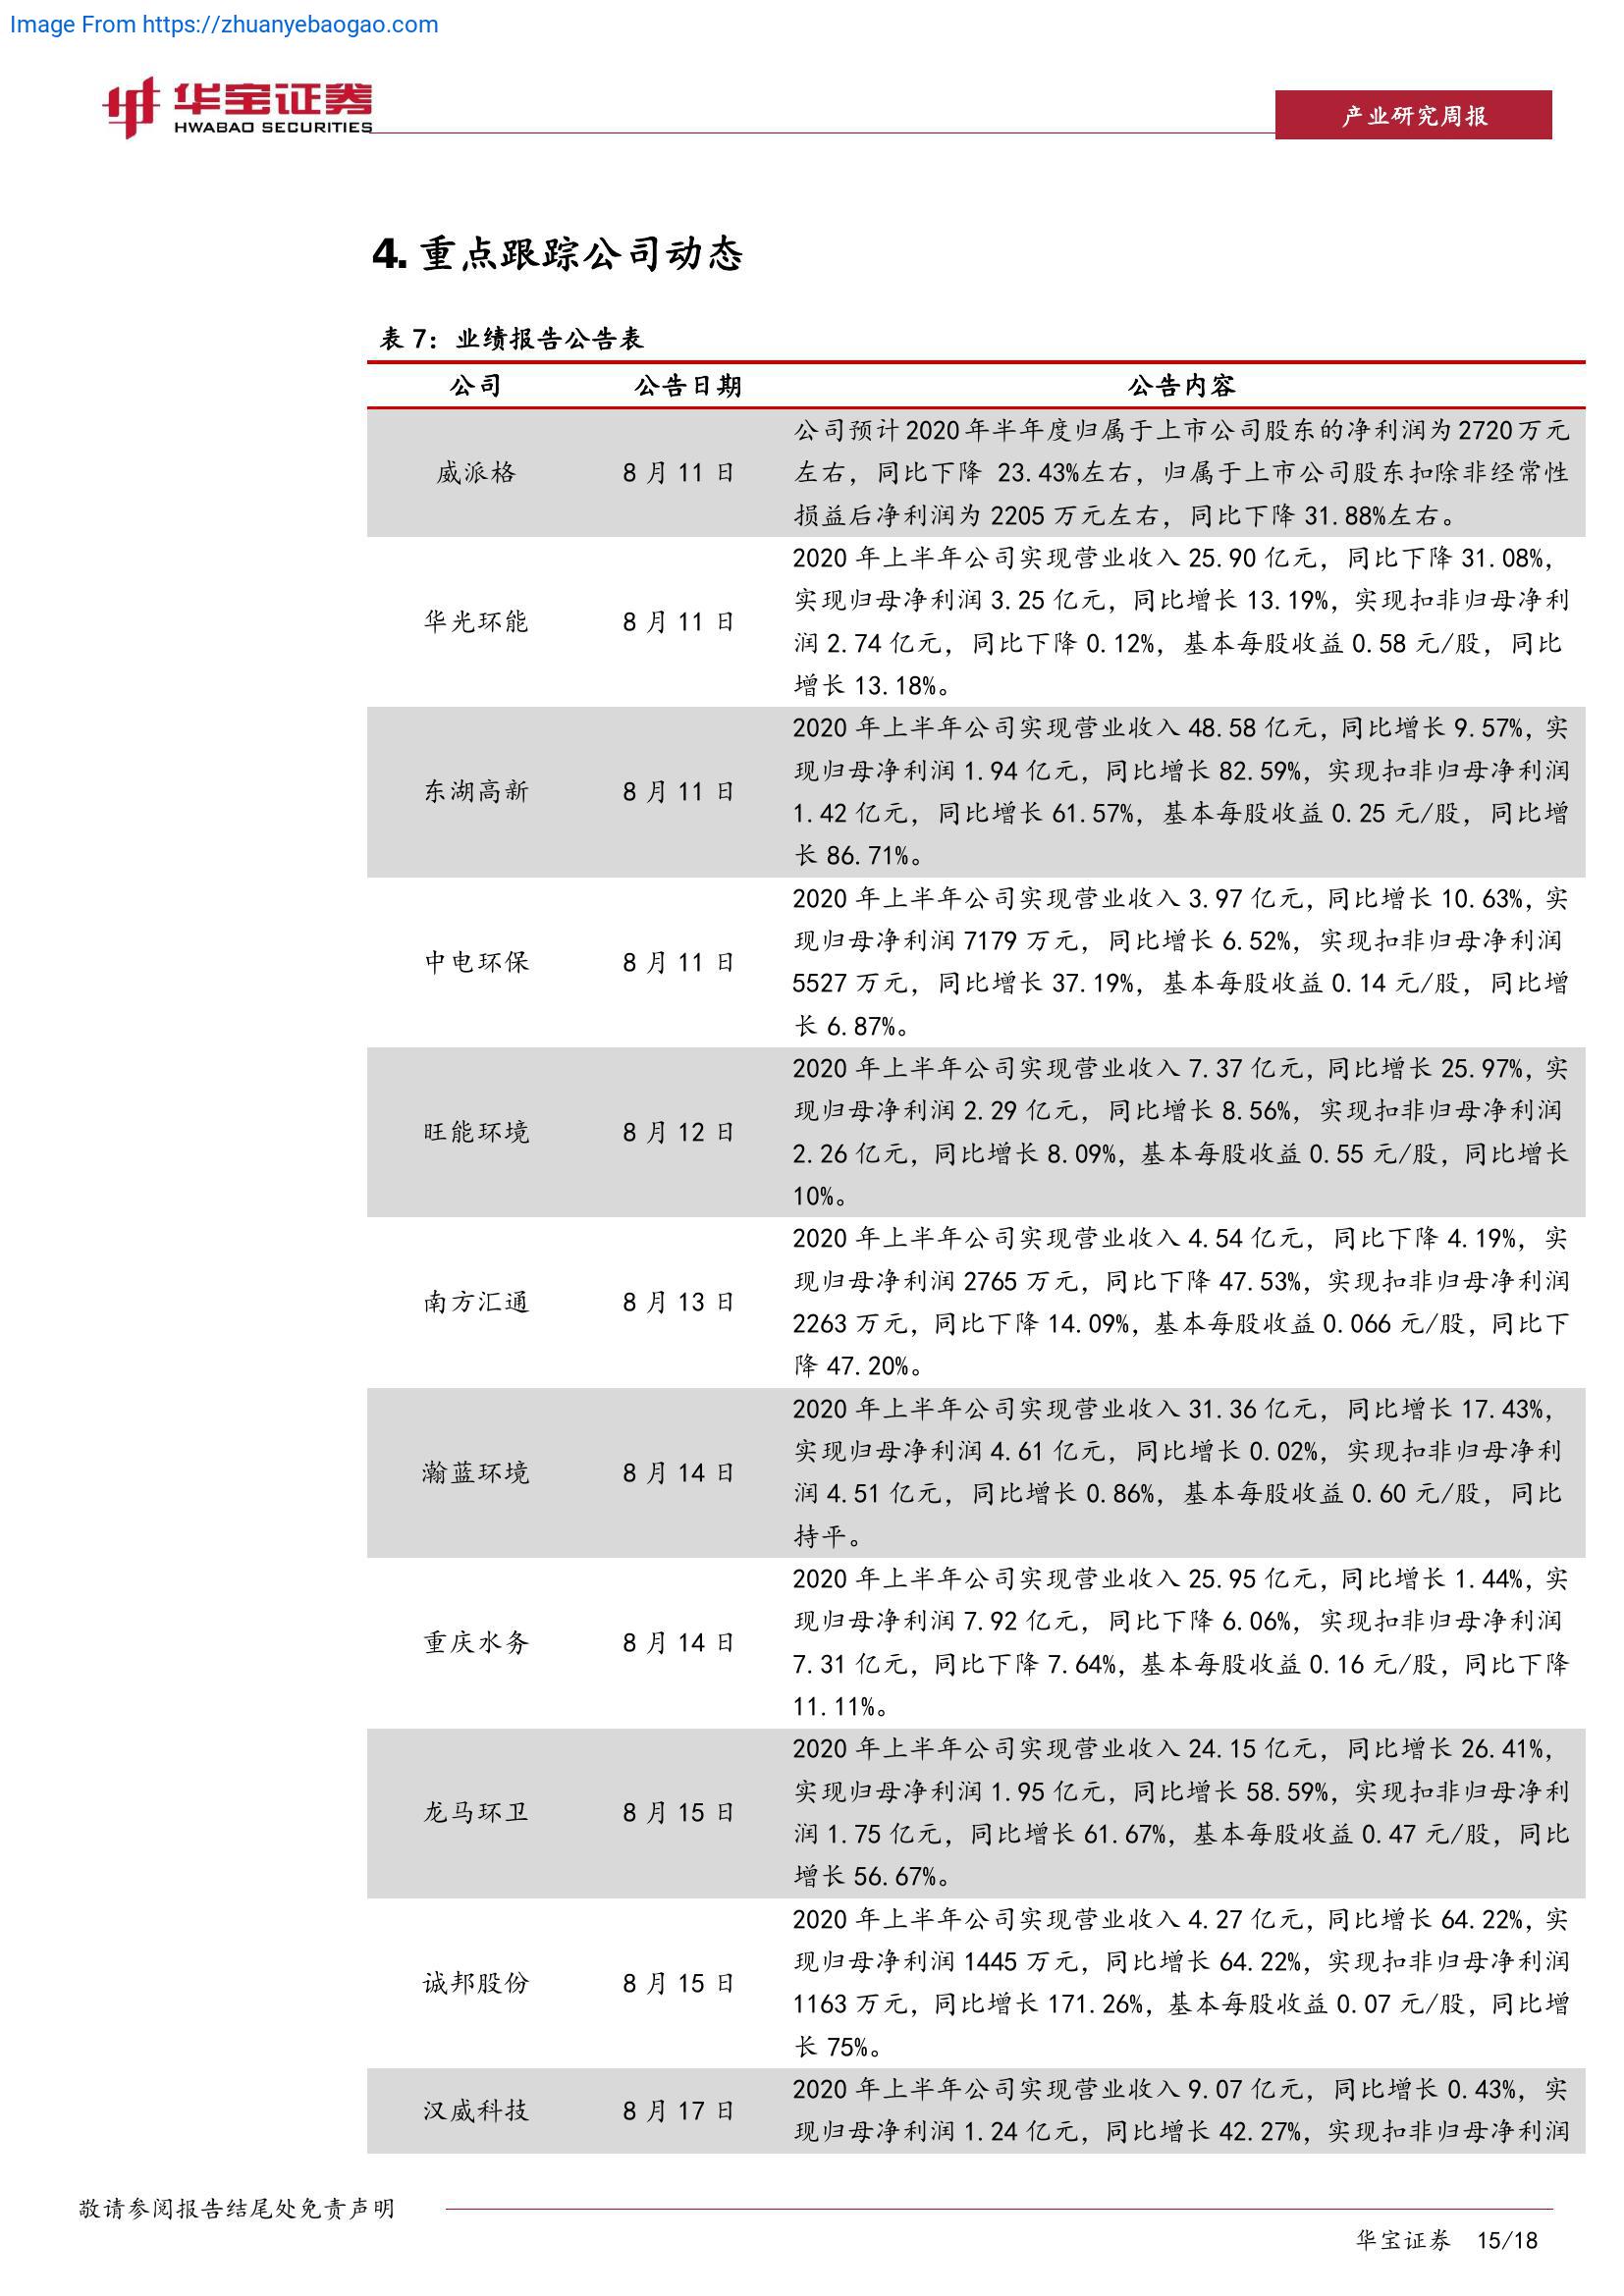 Image From https://zhuanyebaogao.com
华宝证券
HWABAO SECURITIES
产业研究周报
4. 重点跟踪公司动态
表 7：业绩报告公告表
公司 公告日期 公告内容
威派格 8 月 11 日
公司预计 2020 年半年度归属于上市公司股东的净利润为 2720 万元
左右，同比下降 23.43%左右，归属于上市公司股东扣除非经常性
损益后净利润为 2205 万元左右，同比下降 31.88%左右。
华光环能 8 月 11 日
2020 年上半年公司实现营业收入 25.90 亿元，同比下降 31.08%，
实现归母净利润 3.25 亿元，同比增长 13.19%，实现扣非归母净利
润 2.74 亿元，同比下降 0.12%，基本每股收益 0.58 元/股，同比
增长 13.18%。
东湖高新 8 月 11 日
2020 年上半年公司实现营业收入 48.58 亿元，同比增长 9.57%，实
现归母净利润 1.94 亿元，同比增长 82.59%，实现扣非归母净利润
1.42 亿元，同比增长 61.57%，基本每股收益 0.25 元/股，同比增
长 86.71%。
中电环保 8 月 11 日
2020 年上半年公司实现营业收入 3.97 亿元，同比增长 10.63%，实
现归母净利润 7179 万元，同比增长 6.52%，实现扣非归母净利润
5527 万元，同比增长 37.19%，基本每股收益 0.14 元/股，同比增
长 6.87%。
旺能环境 8 月 12 日
2020 年上半年公司实现营业收入 7.37 亿元，同比增长 25.97%，实
现归母净利润 2.29 亿元，同比增长 8.56%，实现扣非归母净利润
2.26 亿元，同比增长 8.09%，基本每股收益 0.55 元/股，同比增长
10%。
南方汇通 8 月 13 日
2020 年上半年公司实现营业收入 4.54 亿元，同比下降 4.19%，实
现归母净利润 2765 万元，同比下降 47.53%，实现扣非归母净利润
2263 万元，同比下降 14.09%，基本每股收益 0.066 元/股，同比下
降 47.20%。
瀚蓝环境 8 月 14 日
2020 年上半年公司实现营业收入 31.36 亿元，同比增长 17.43%，
实现归母净利润 4.61 亿元，同比增长 0.02%，实现扣非归母净利
润 4.51 亿元，同比增长 0.86%，基本每股收益 0.60 元/股，同比
持平。
重庆水务 8 月 14 日
2020 年上半年公司实现营业收入 25.95 亿元，同比增长 1.44%，实
现归母净利润 7.92 亿元，同比下降 6.06%，实现扣非归母净利润
7.31 亿元，同比下降 7.64%，基本每股收益 0.16 元/股，同比下降
11.11%。
龙马环卫 8 月 15 日
2020 年上半年公司实现营业收入 24.15 亿元，同比增长 26.41%，
实现归母净利润 1.95 亿元，同比增长 58.59%，实现扣非归母净利
润 1.75 亿元，同比增长 61.67%，基本每股收益 0.47 元/股，同比
增长 56.67%。
诚邦股份 8 月 15 日
2020 年上半年公司实现营业收入 4.27 亿元，同比增长 64.22%，实
现归母净利润 1445 万元，同比增长 64.22%，实现扣非归母净利润
1163 万元，同比增长 171.26%，基本每股收益 0.07 元/股，同比增
长 75%。
汉威科技 8 月 17 日
2020 年上半年公司实现营业收入 9.07 亿元，同比增长 0.43%，实
现归母净利润 1.24 亿元，同比增长 42.27%，实现扣非归母净利润
敬请参阅报告结尾处免责声明
华宝证券 15/18